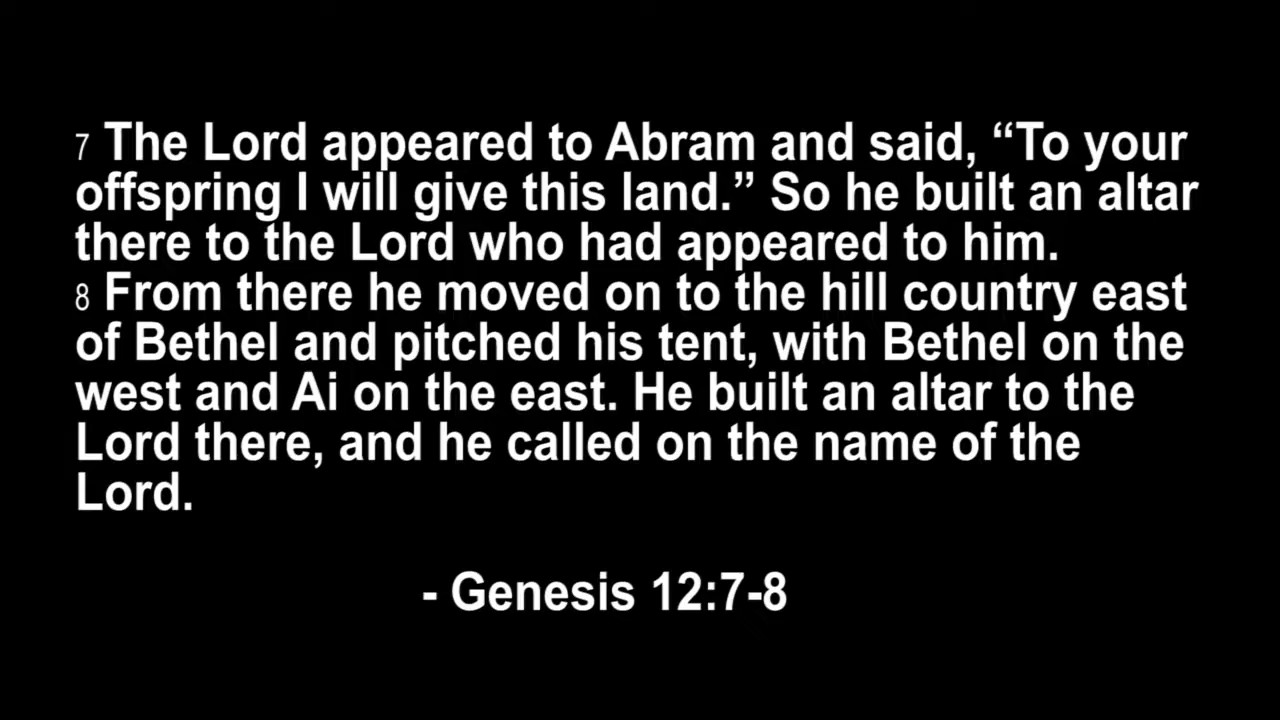 7 The Lord appeared to Abram and said, “To your
offspring I will give this land.” So he built an altar
there to the Lord who had appeared to him.
8 From there he moved on to the hill country east
of Bethel and pitched his tent, with Bethel on the
west and Ai on the east. He built an altar to the
Lord there, and he called on the name of the
Lord.
- Genesis 12:7-8